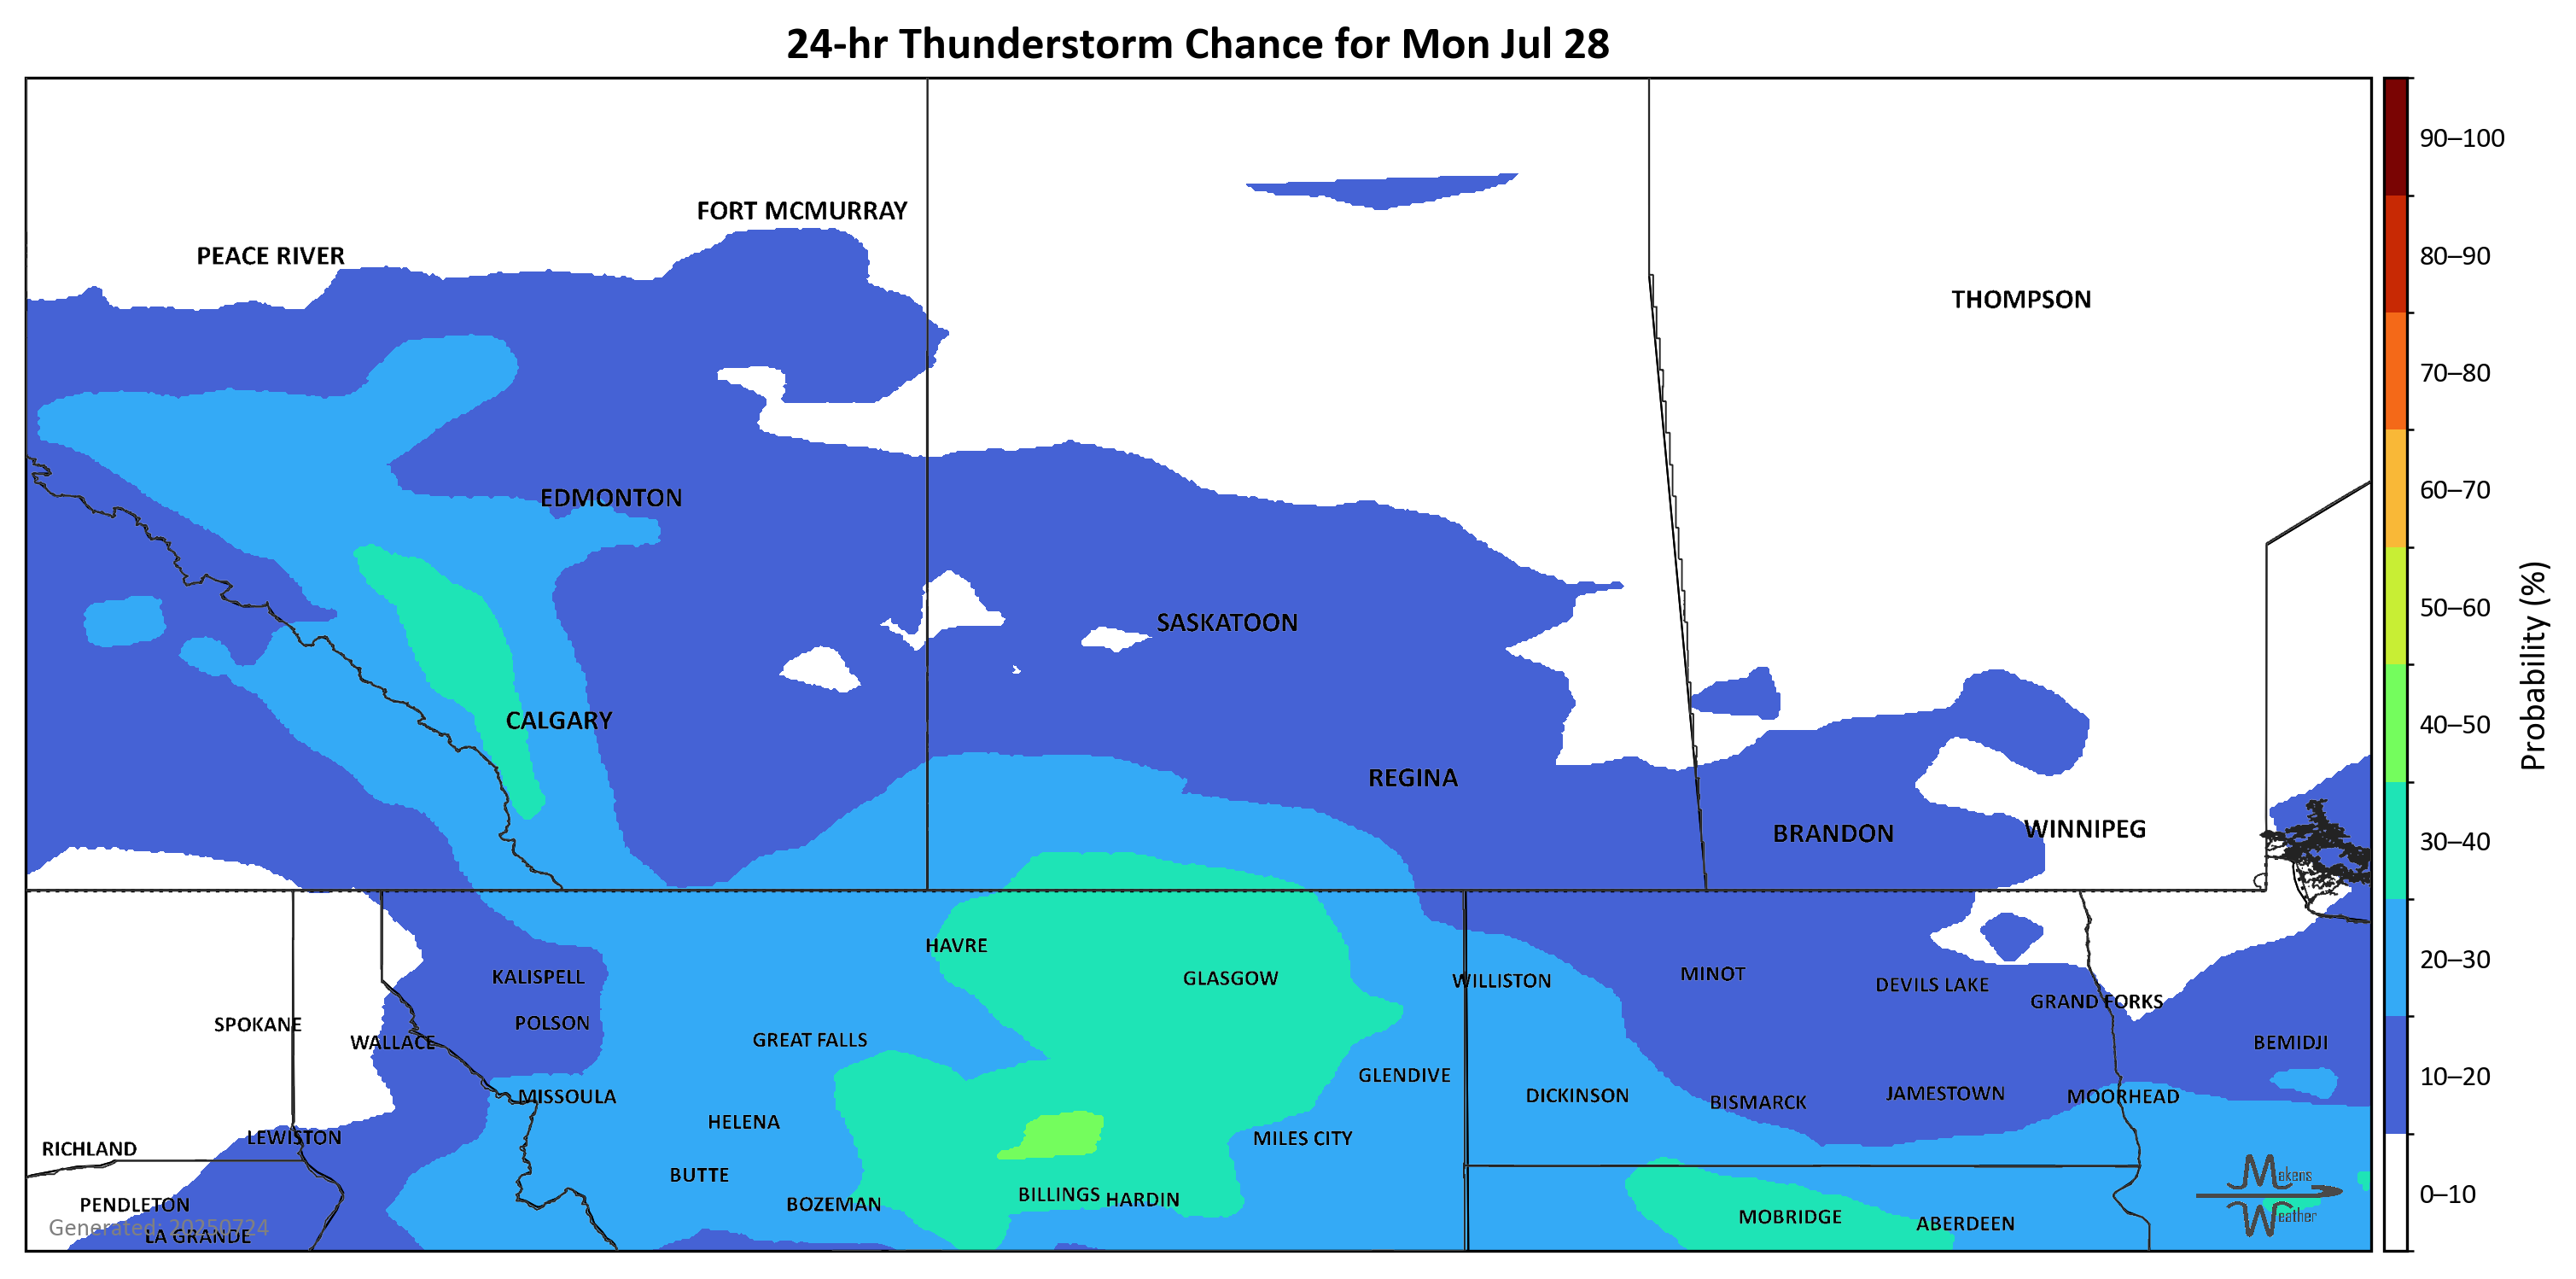 24-hr Thunderstorm Chance for Mon Jul 28
90–100
FORT MCMURRAY
PEACE RIVER
80–90
THOMPSON
70–80
EDMONTON
60–70
50–60
SASKATOON
Probability (%)
CALGARY
40–50
REGINA
BRANDON
WINNIPEG
30–40
HAVRE
20–30
KALISPELL
GLASGOW
WILLISTON
MINOT
DEVILS LAKE
GRAND FORKS
SPOKANE
POLSON
WALLACE
GREAT FALLS
BEMIDJI
GLENDIVE
10–20
MISSOULA
DICKINSON
BISMARCK
JAMESTOWN
MOORHEAD
HELENA
LEWISTON
MILES CITY
RICHLAND
BUTTE
Makens
Weather
0–10
PENDLETON
BOZEMAN
BILLINGS
HARDIN
MOBRIDGE
ABERDEEN
Generated: 20250724
LA GRANDE